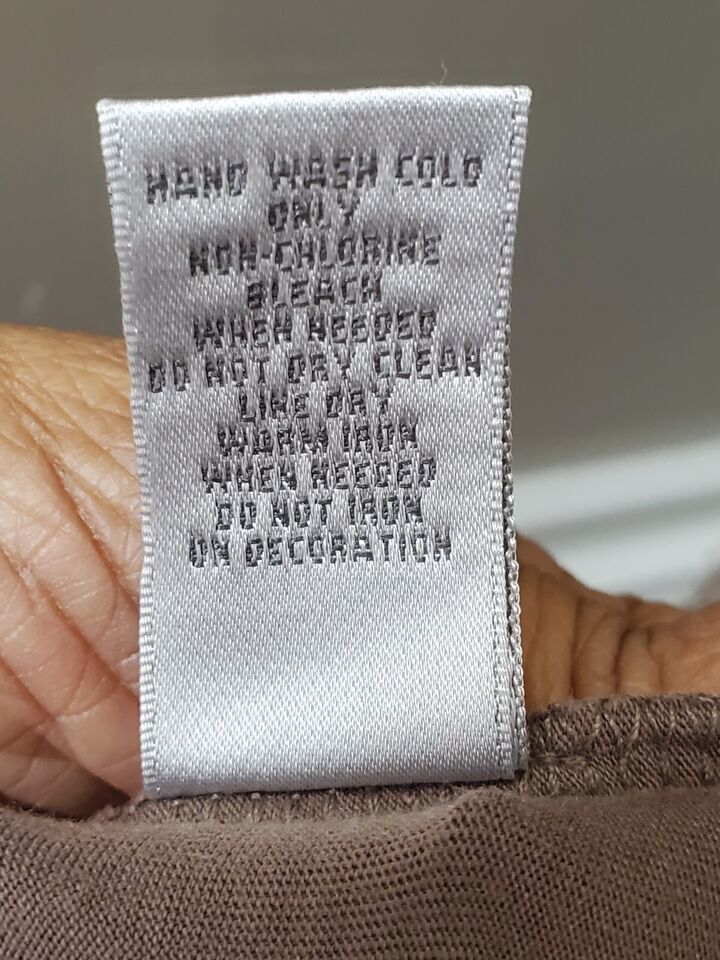 HAND WASH COLD
ONLY
NON-CHLORINE
BLEACH
WHEN NEEDED
DO NOT DRY CLEAN
LINE DRY
WARM IRON
WHEN NEEDED
DO NOT IRON
ON DECORATION